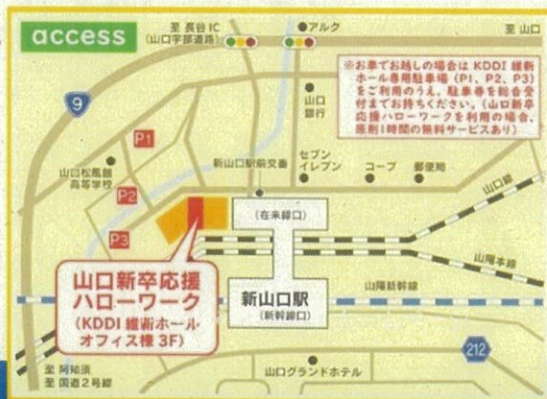 access
至 長谷IC
(山口宇部道路)
アルク
至 山口
※お車でお越しの場合は KDDI 維新
ホール専用駐車場 (P1、P2、P3)
をご利用のうえ、駐車券を総合受
付までお持ちください。(山口新卒
応援ハローワークを利用の場合、
原則1時間の無料サービスあり)
9
山口
銀行
P1
山口松風館
高等学校
新山口駅前交番
セブン
イレブン
コープ
郵便局
P2
(在来線口)
山口線
P3
山陽本線
山口新卒応援
ハローワーク
(KDDI 維新ホール
オフィス棟 3F)
新山口駅
(新幹線口)
山陽新幹線
212
至 阿知須
至 国道2号線
山口グランドホテル